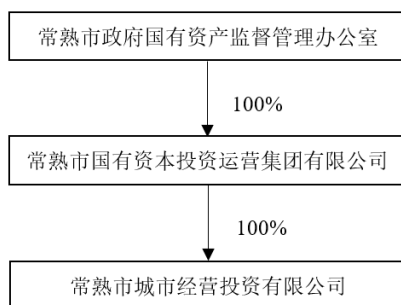 常熟市政府国有资产监督管理办公室
100%
常熟市国有资本投资运营集团有限公司
100%
常熟市城市经营投资有限公司